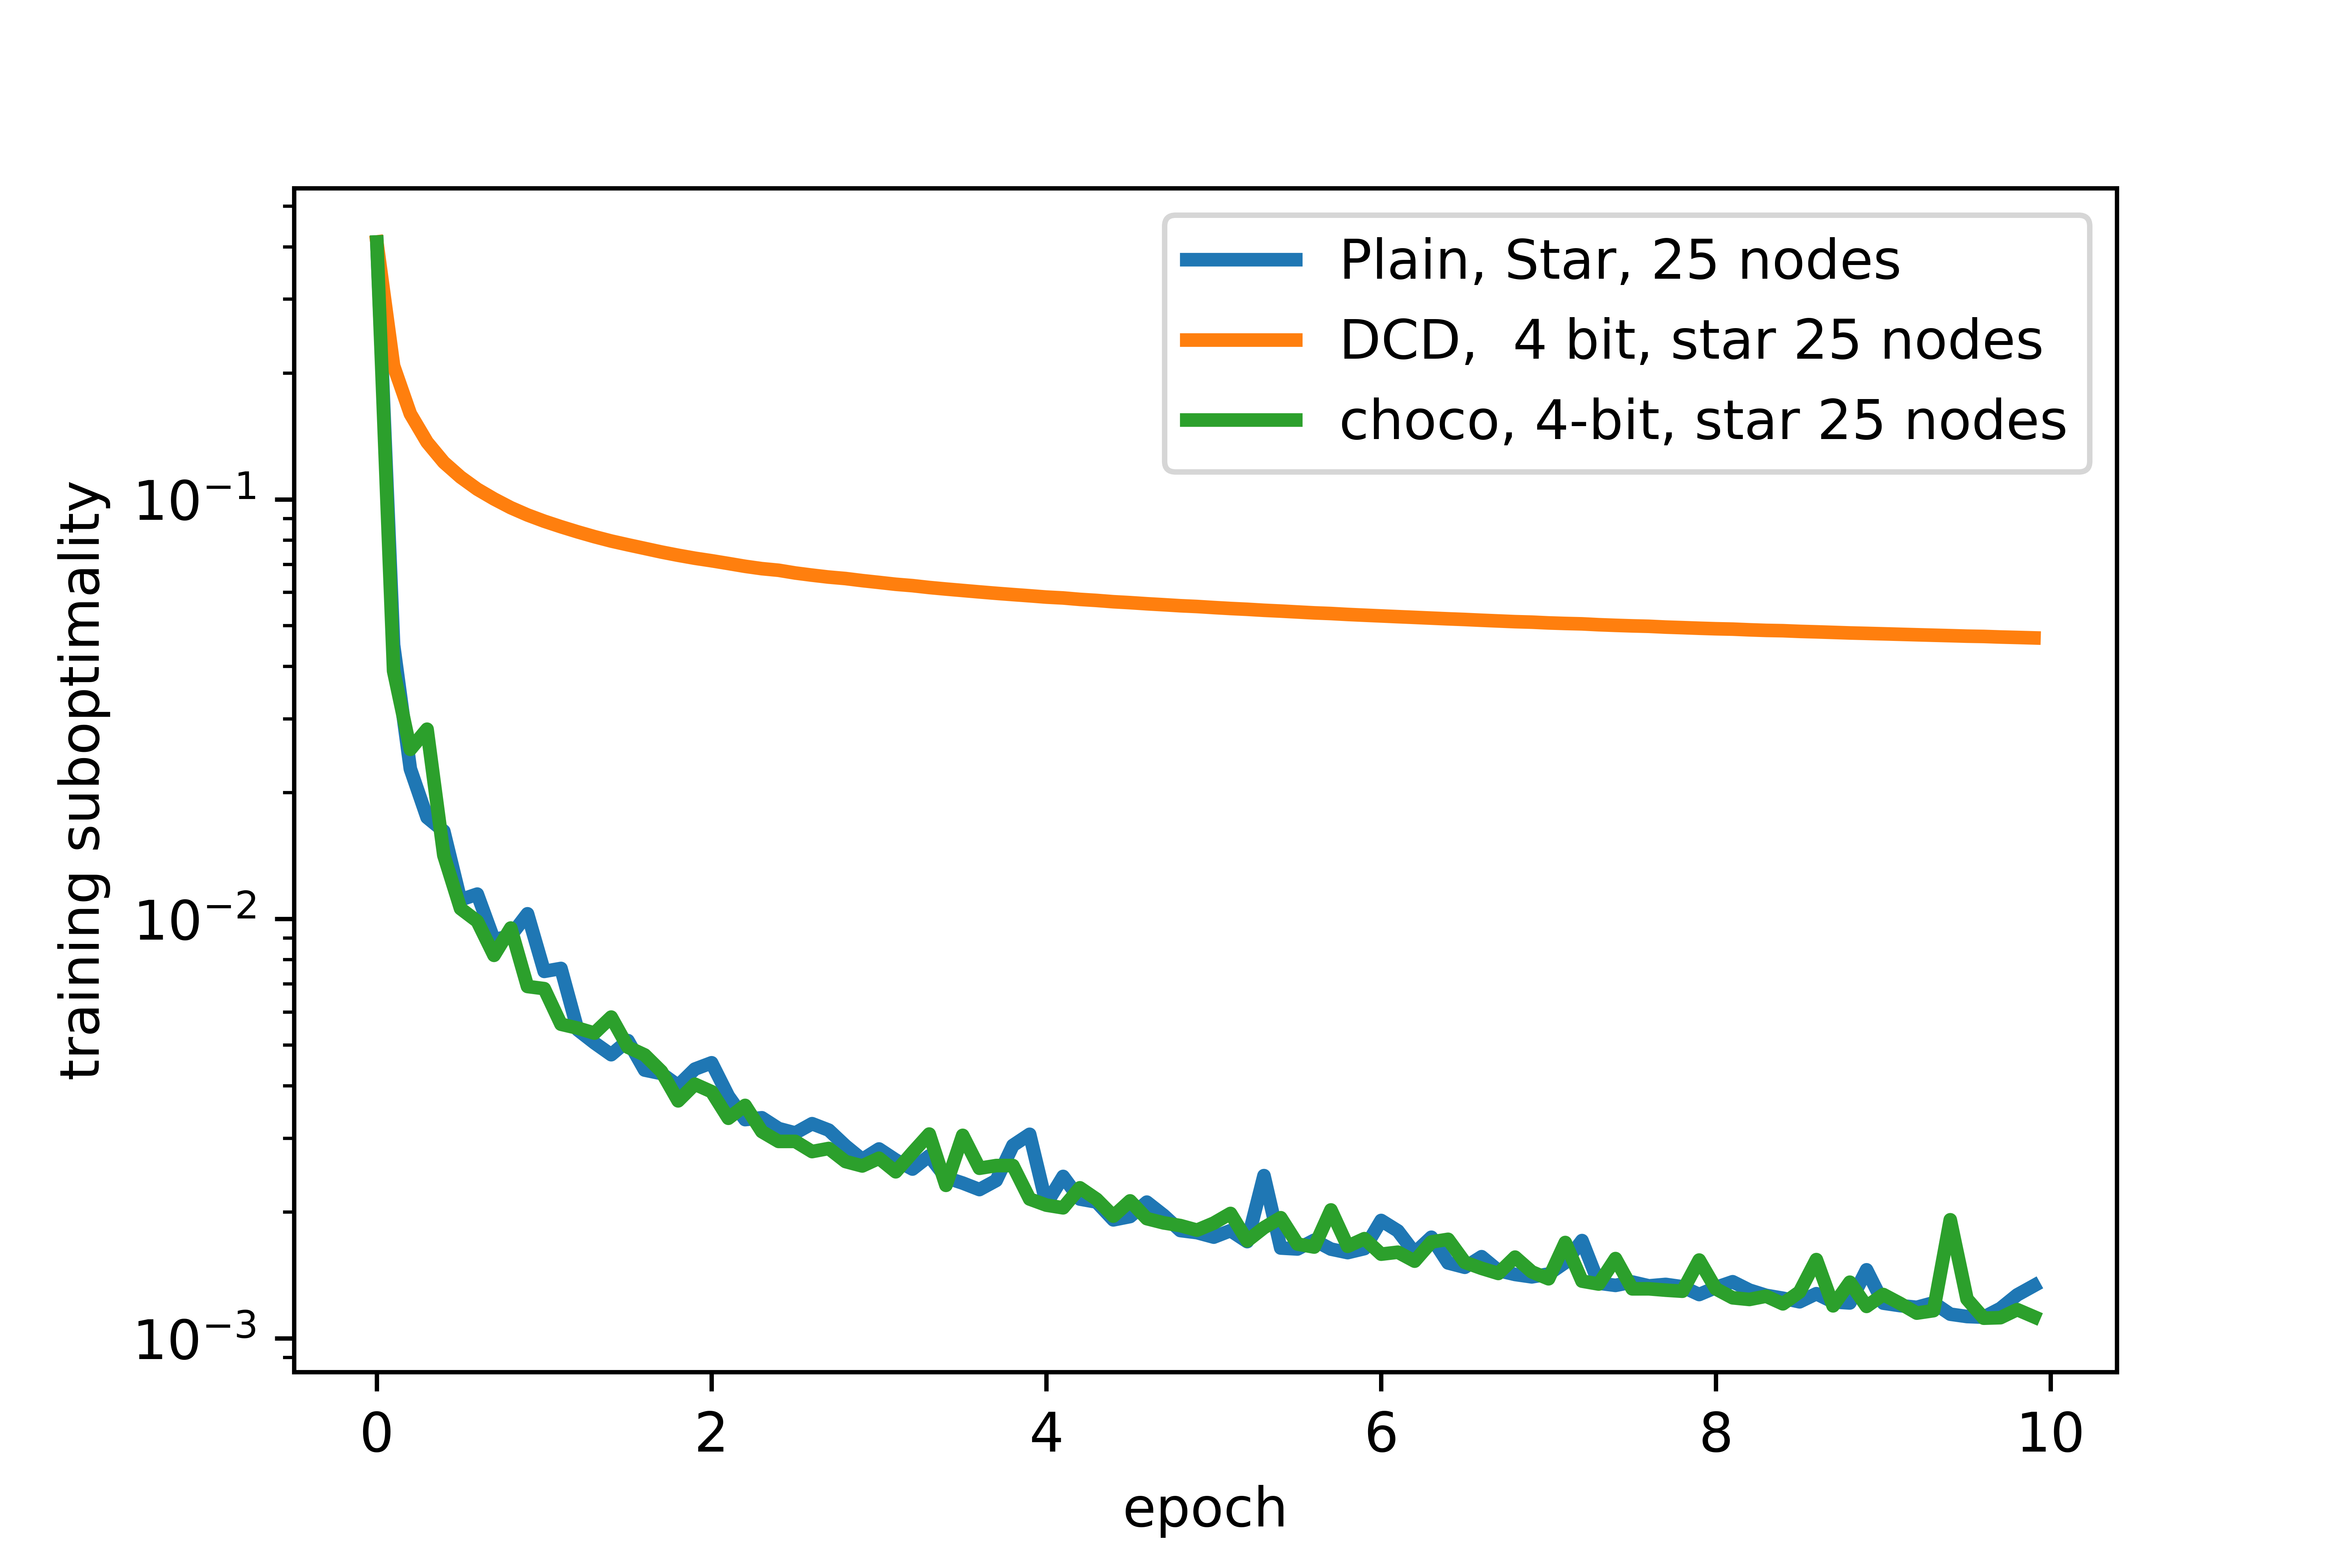 Plain, Star, 25 nodes
DCD,  4 bit, star 25 nodes
choco, 4-bit, star 25 nodes
training suboptimality
10⁻¹
10⁻²
10⁻³
0 2 4 6 8 10
epoch